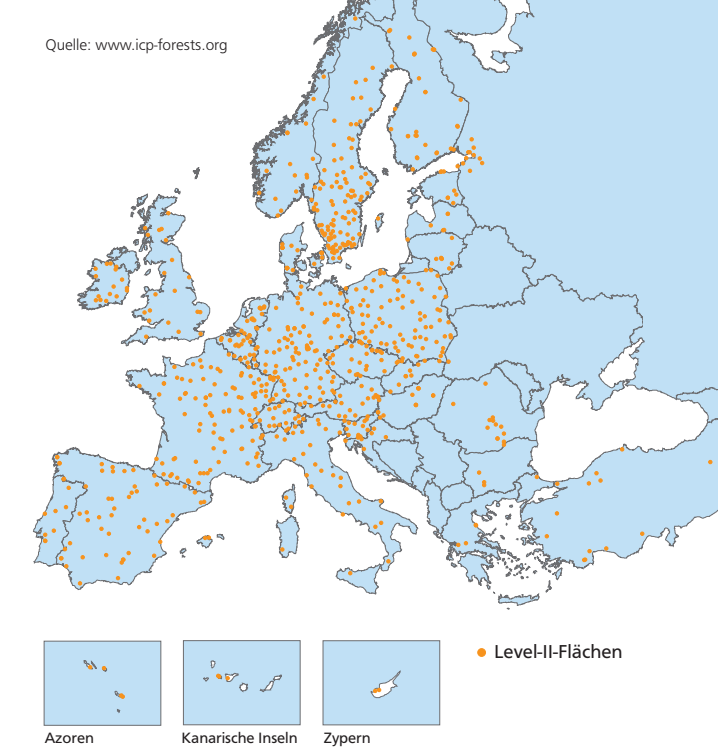 Quelle: www.icp-forests.org
Level-II-Flächen
Azoren
Kanarische Inseln
Zypern